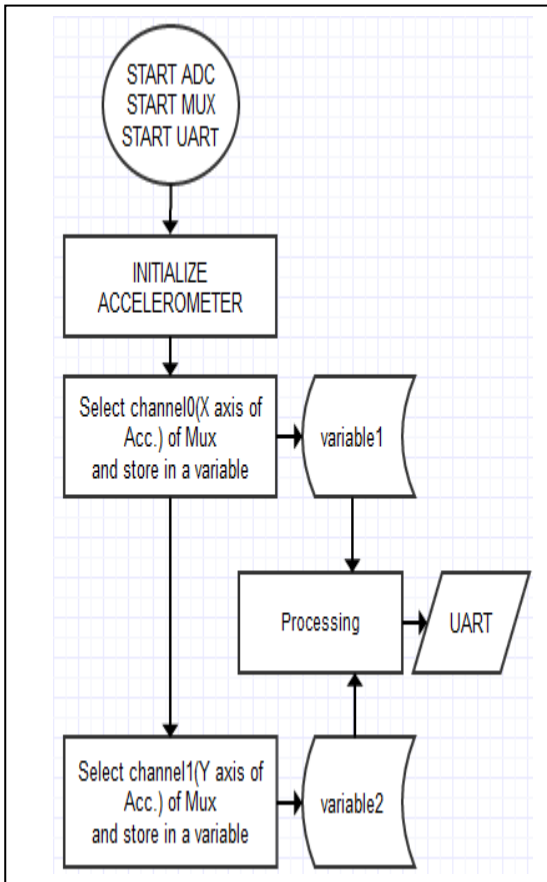 START ADC
START MUX
START UART
INITIALIZE
ACCELEROMETER
Select channel0(X axis of
Acc.) of Mux
and store in a variable
variable1
Processing
UART
Select channel1(Y axis of
Acc.) of Mux
and store in a variable
variable2